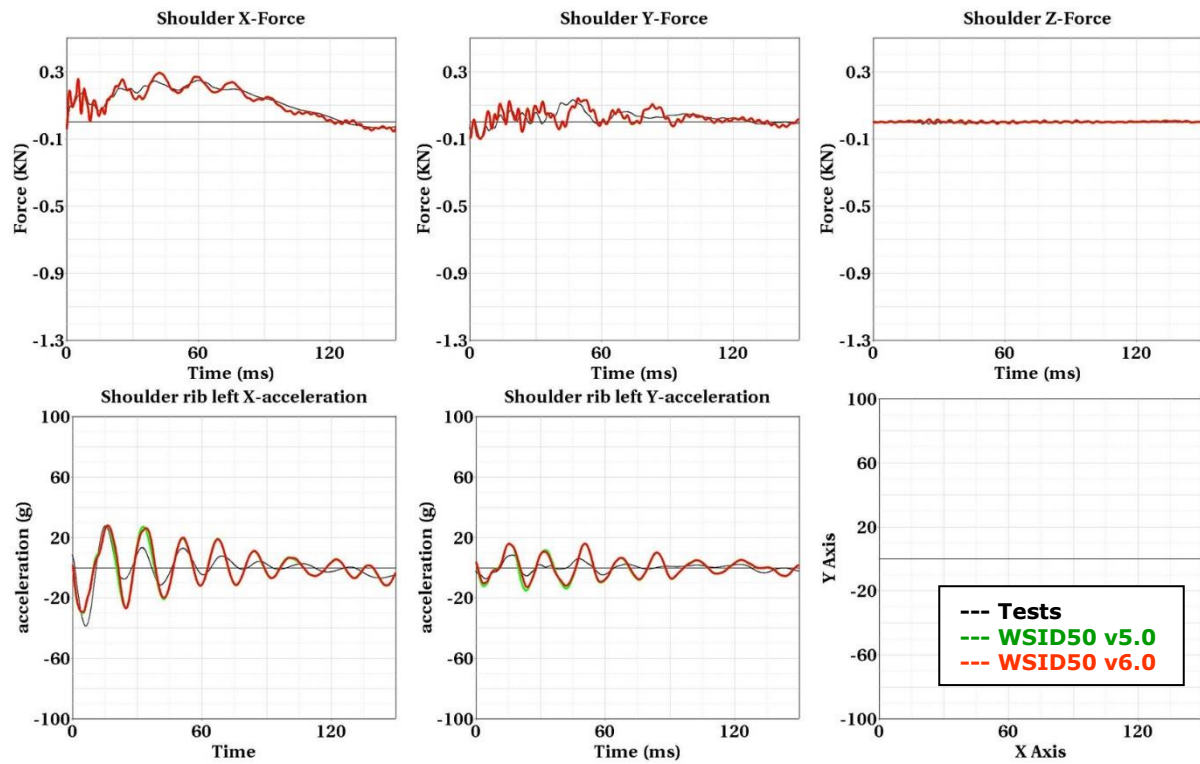 Shoulder X-Force
Shoulder Y-Force
Shoulder Z-Force
Force (KN)
0.3
-0.1
-0.5
-0.9
-1.3
0
60
120
Time (ms)
Force (KN)
0.3
-0.1
-0.5
-0.9
-1.3
0
60
120
Time (ms)
Force (KN)
0.3
-0.1
-0.5
-0.9
-1.3
0
60
120
Time (ms)
Shoulder rib left X-acceleration
Shoulder rib left Y-acceleration
acceleration (g)
100
60
20
-20
-60
-100
0
60
120
Time
acceleration (g)
100
60
20
-20
-60
-100
0
60
120
Time (ms)
Y Axis
100
60
20
-20
-60
-100
0
60
120
X Axis
--- Tests
--- WSID50 v5.0
--- WSID50 v6.0